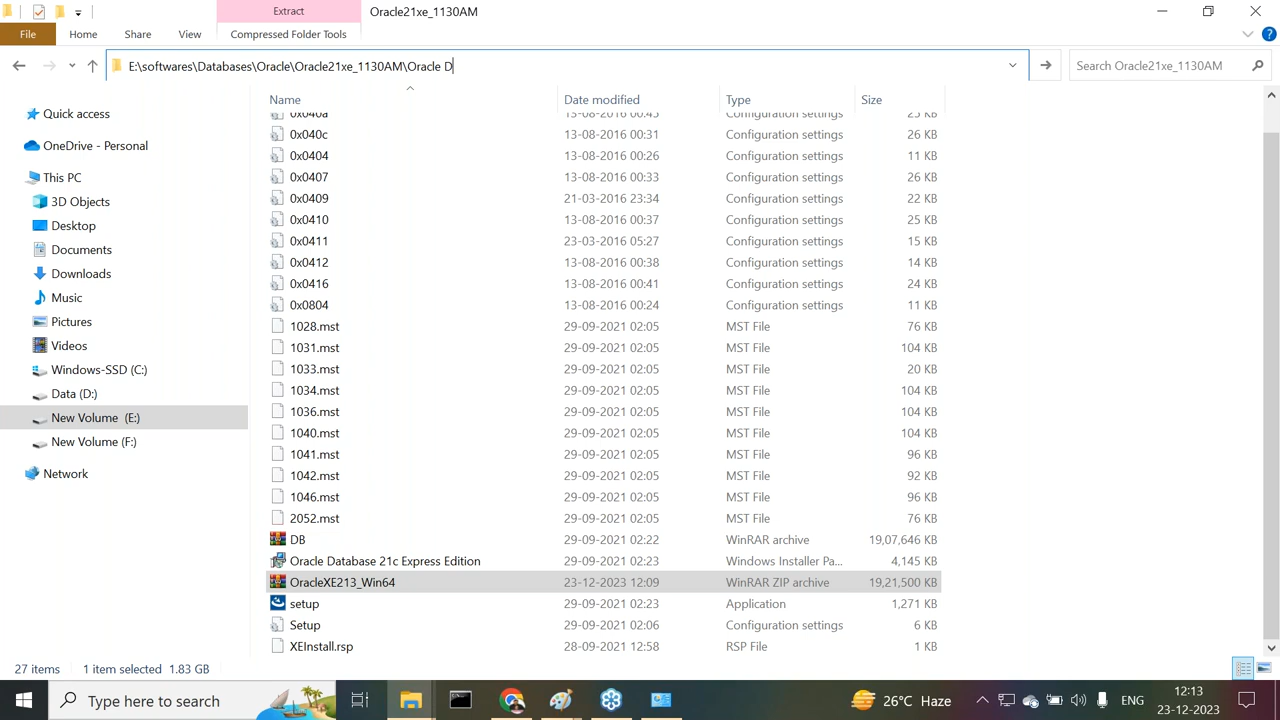 Extract
Oracle21xe_1130AM
File
Home
Share
View
Compressed Folder Tools
E:\softwares\Databases\Oracle\Oracle21xe_1130AM\Oracle D
Search Oracle21xe_1130AM
Name
Date modified
Type
Size
Quick access
OneDrive - Personal
This PC
3D Objects
Desktop
Documents
Downloads
Music
Pictures
Videos
Windows-SSD (C:)
Data (D:)
New Volume (E:)
New Volume (F:)
Network
0x040a 13-08-2016 00:45 Configuration settings 25 KB
0x040c 13-08-2016 00:31 Configuration settings 26 KB
0x0404 13-08-2016 00:26 Configuration settings 11 KB
0x0407 13-08-2016 00:33 Configuration settings 26 KB
0x0409 21-03-2016 23:34 Configuration settings 22 KB
0x0410 13-08-2016 00:37 Configuration settings 25 KB
0x0411 23-03-2016 05:27 Configuration settings 15 KB
0x0412 13-08-2016 00:38 Configuration settings 14 KB
0x0416 13-08-2016 00:41 Configuration settings 24 KB
0x0804 13-08-2016 00:24 Configuration settings 11 KB
1028.mst 29-09-2021 02:05 MST File 76 KB
1031.mst 29-09-2021 02:05 MST File 104 KB
1033.mst 29-09-2021 02:05 MST File 20 KB
1034.mst 29-09-2021 02:05 MST File 104 KB
1036.mst 29-09-2021 02:05 MST File 104 KB
1040.mst 29-09-2021 02:05 MST File 104 KB
1041.mst 29-09-2021 02:05 MST File 96 KB
1042.mst 29-09-2021 02:05 MST File 92 KB
1046.mst 29-09-2021 02:05 MST File 96 KB
2052.mst 29-09-2021 02:05 MST File 76 KB
DB 29-09-2021 02:22 WinRAR archive 19,07,646 KB
Oracle Database 21c Express Edition 29-09-2021 02:23 Windows Installer Pa... 4,145 KB
OracleXE213_Win64 23-12-2023 12:09 WinRAR ZIP archive 19,21,500 KB
setup 29-09-2021 02:23 Application 1,271 KB
Setup 29-09-2021 02:06 Configuration settings 6 KB
XEInstall.rsp 28-09-2021 12:58 RSP File 1 KB
27 items 1 item selected 1.83 GB
Type here to search
26°C Haze
ENG
12:13
23-12-2023